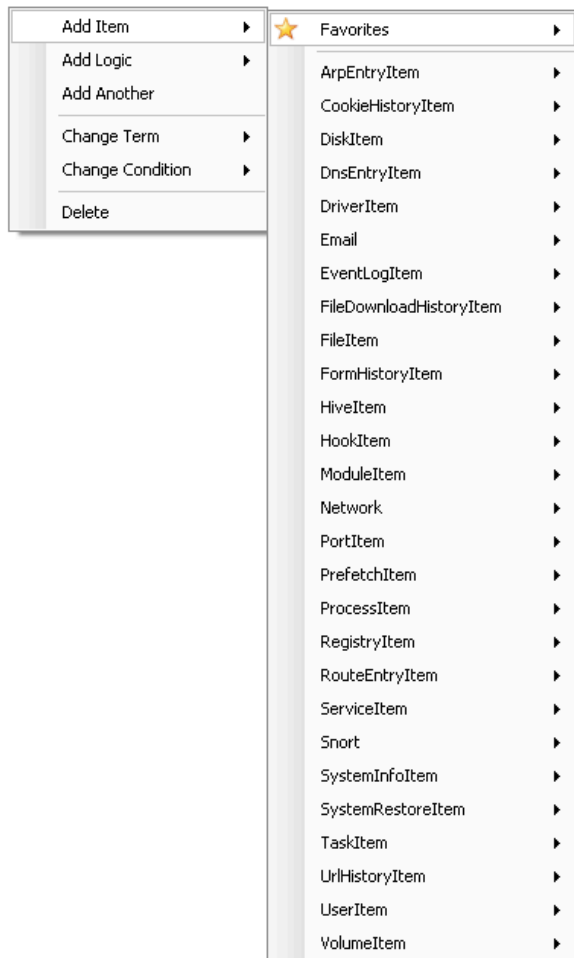 Add Item
Add Logic
Add Another
Change Term
Change Condition
Delete
Favorites
ArpEntryItem
CookieHistoryItem
DiskItem
DnsEntryItem
DriverItem
Email
EventLogItem
FileDownloadHistoryItem
FileItem
FormHistoryItem
HiveItem
HookItem
ModuleItem
Network
PortItem
PrefetchItem
ProcessItem
RegistryItem
RouteEntryItem
ServiceItem
Snort
SystemInfoItem
SystemRestoreItem
TaskItem
UrlHistoryItem
UserItem
VolumeItem